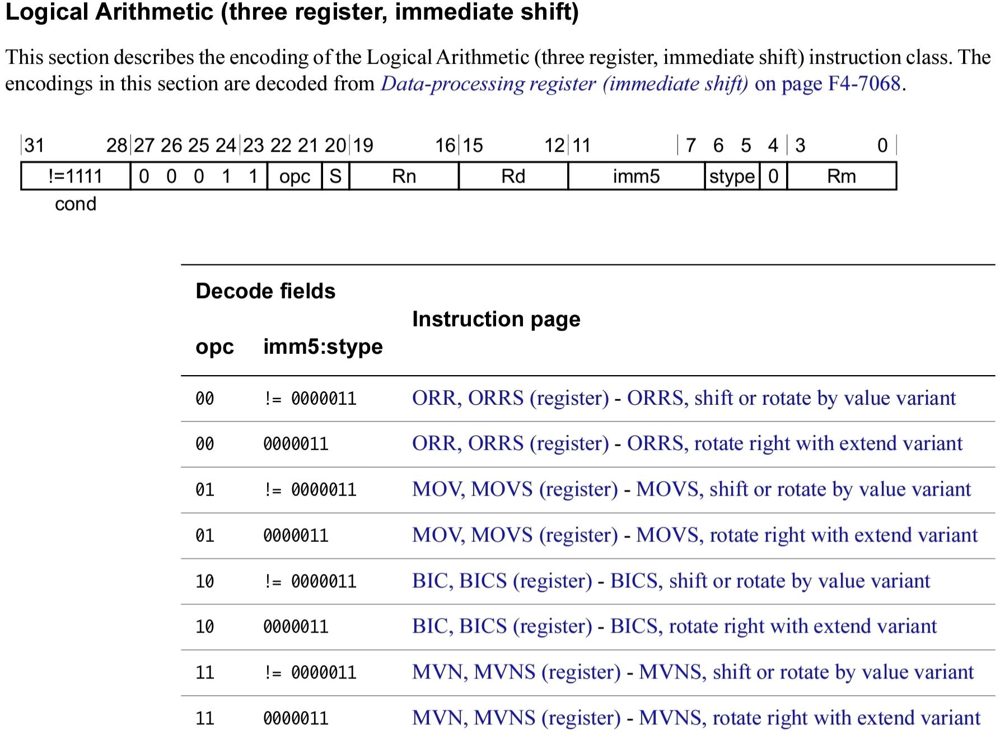 Logical Arithmetic (three register, immediate shift)
This section describes the encoding of the Logical Arithmetic (three register, immediate shift) instruction class. The
encodings in this section are decoded from Data-processing register (immediate shift) on page F4-7068.
31 28 27 26 25 24 23 22 21 20 19 16 15 12 11 7 6 5 4 3 0
!=1111 0 0 0 1 1 opc S Rn Rd imm5 stype 0 Rm
cond
Decode fields
Instruction page
opc imm5:stype
00 != 0000011 ORR, ORRS (register) - ORRS, shift or rotate by value variant
00 0000011 ORR, ORRS (register) - ORRS, rotate right with extend variant
01 != 0000011 MOV, MOVS (register) - MOVS, shift or rotate by value variant
01 0000011 MOV, MOVS (register) - MOVS, rotate right with extend variant
10 != 0000011 BIC, BICS (register) - BICS, shift or rotate by value variant
10 0000011 BIC, BICS (register) - BICS, rotate right with extend variant
11 != 0000011 MVN, MVNS (register) - MVNS, shift or rotate by value variant
11 0000011 MVN, MVNS (register) - MVNS, rotate right with extend variant